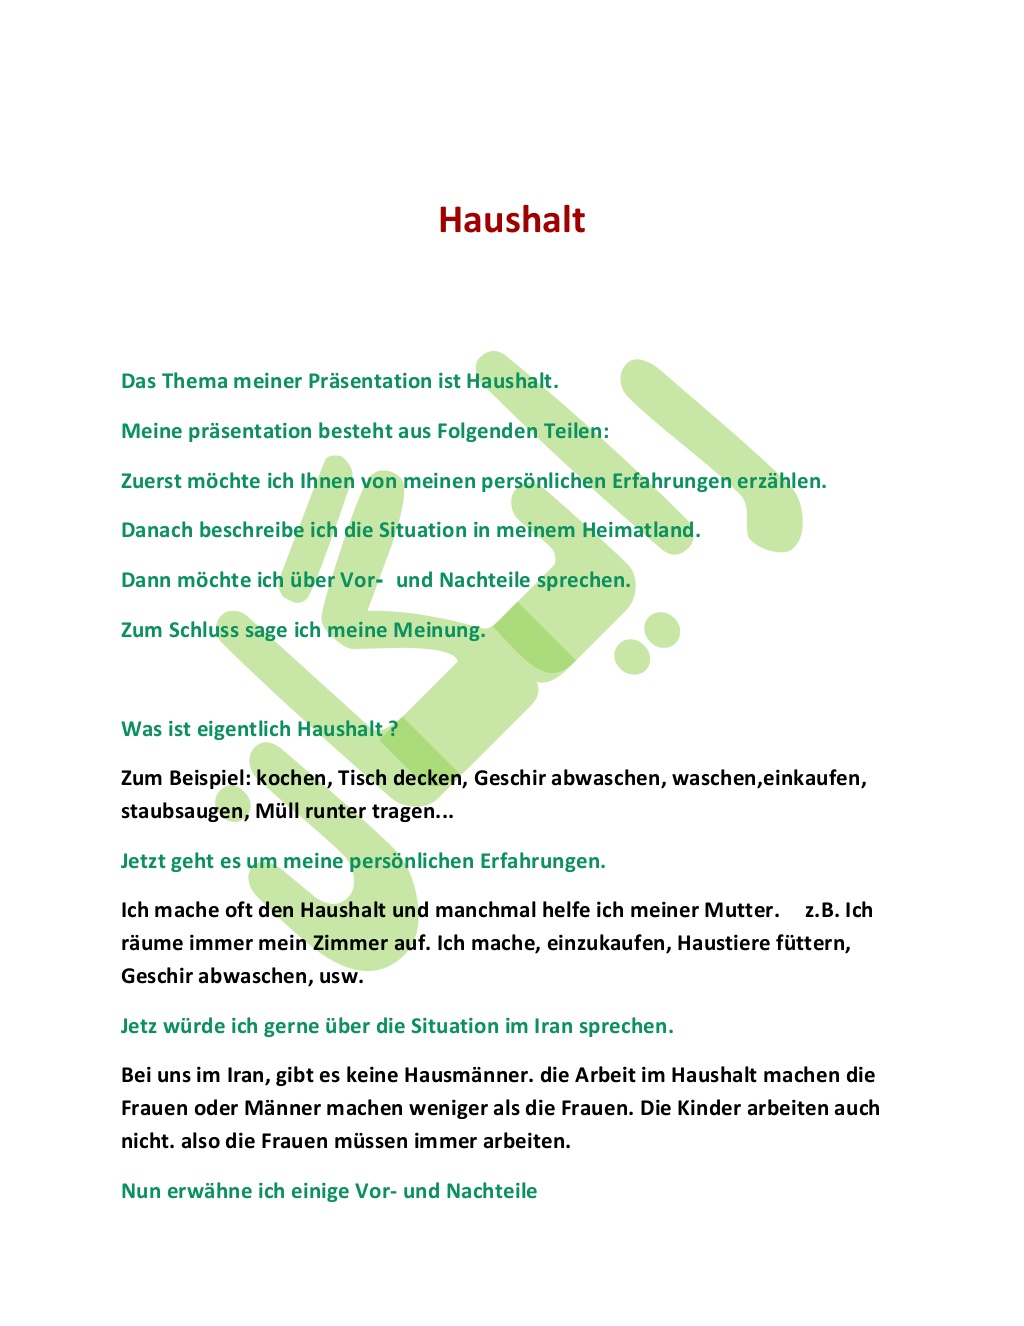 Haushalt
Das Thema meiner Präsentation ist Haushalt.
Meine präsentation besteht aus Folgenden Teilen:
Zuerst möchte ich Ihnen von meinen persönlichen Erfahrungen erzählen.
Danach beschreibe ich die Situation in meinem Heimatland.
Dann möchte ich über Vor- und Nachteile sprechen.
Zum Schluss sage ich meine Meinung.
Was ist eigentlich Haushalt ?
Zum Beispiel: kochen, Tisch decken, Geschir abwaschen, waschen,einkaufen,
staubsaugen, Müll runter tragen...
Jetzt geht es um meine persönlichen Erfahrungen.
Ich mache oft den Haushalt und manchmal helfe ich meiner Mutter. z.B. Ich
räume immer mein Zimmer auf. Ich mache, einzukaufen, Haustiere füttern,
Geschir abwaschen, usw.
Jetz würde ich gerne über die Situation im Iran sprechen.
Bei uns im Iran, gibt es keine Hausmänner. die Arbeit im Haushalt machen die
Frauen oder Männer machen weniger als die Frauen. Die Kinder arbeiten auch
nicht. also die Frauen müssen immer arbeiten.
Nun erwähne ich einige Vor- und Nachteile